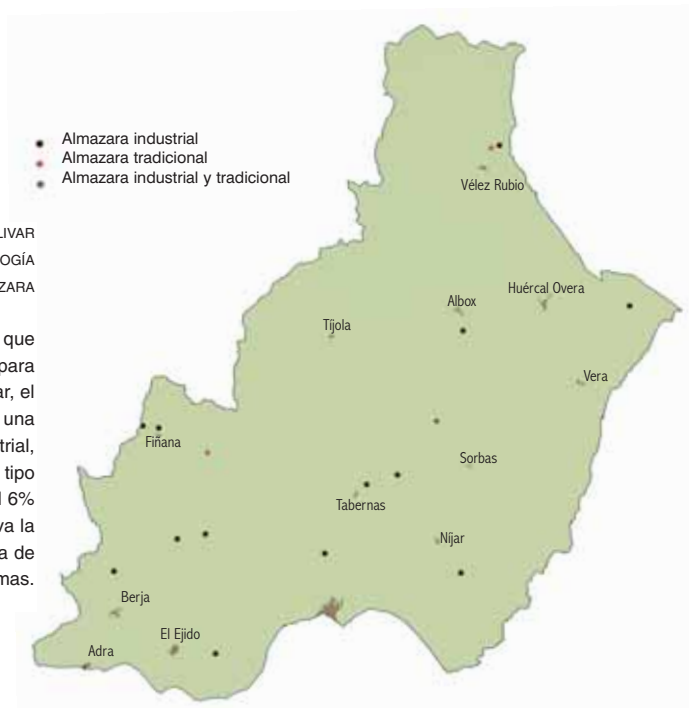 Almazara industrial
Almazara tradicional
Almazara industrial y tradicional
LIVAR
OGÍA
ZARA
que
para
ar, el
una
trial,
tipo
l 6%
va la
a de
mas.
Vélez Rubio
Huércal Overa
Albox
Tíjola
Vera
Fiñana
Sorbas
Tabernas
Níjar
Berja
El Ejido
Adra